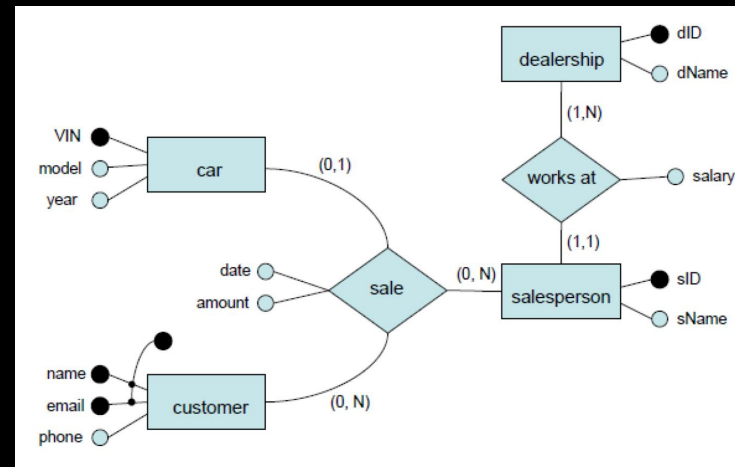 dID
dealership
dName
(1,N)
VIN
model
year
car
(0,1)
works at
salary
(1,1)
date
amount
sale
(0, N)
salesperson
sID
sName
name
email
phone
customer
(0, N)